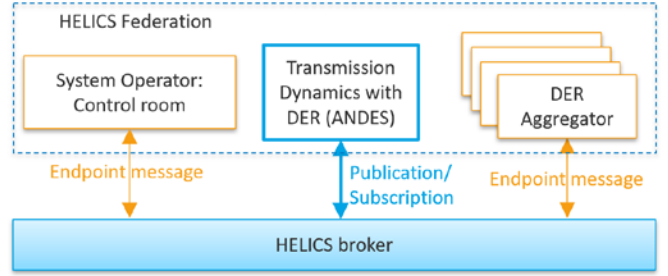 HELICS Federation
System Operator:
Control room
Transmission
Dynamics with
DER (ANDES)
DER
Aggregator
Endpoint message
Publication/
Subscription
Endpoint message
HELICS broker